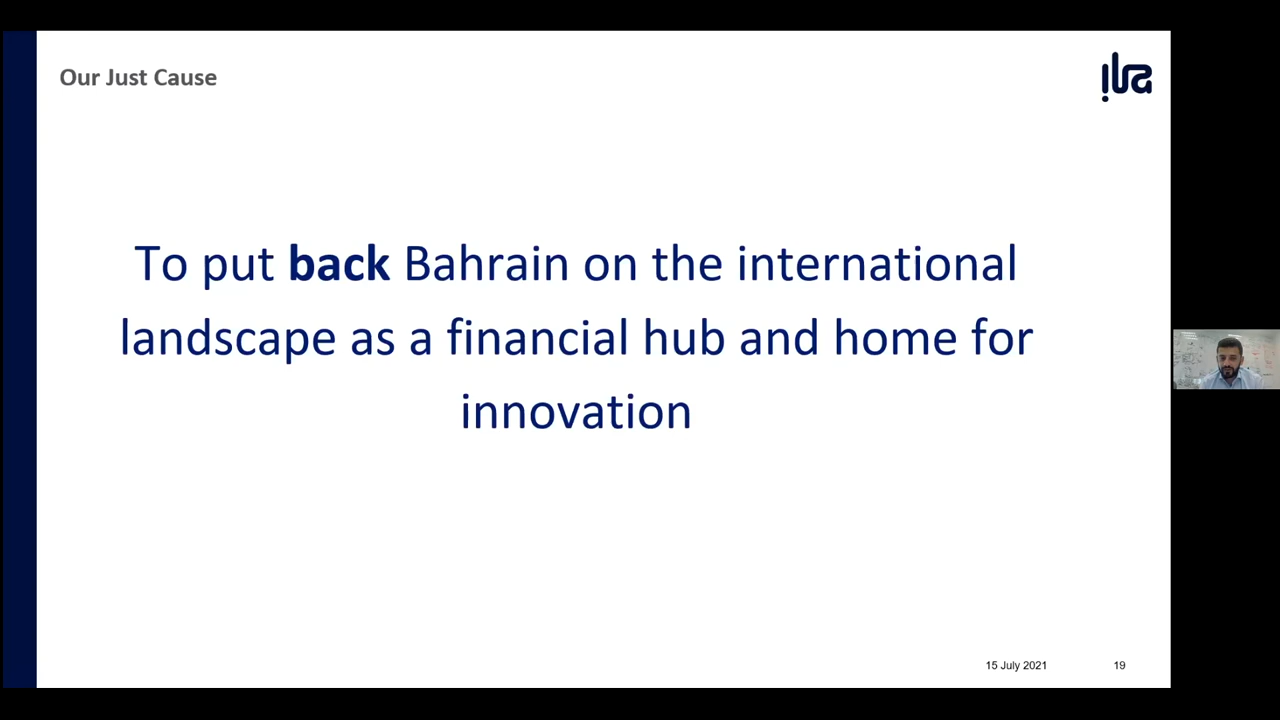 Our Just Cause
ila
To put back Bahrain on the international
landscape as a financial hub and home for
innovation
15 July 2021
19